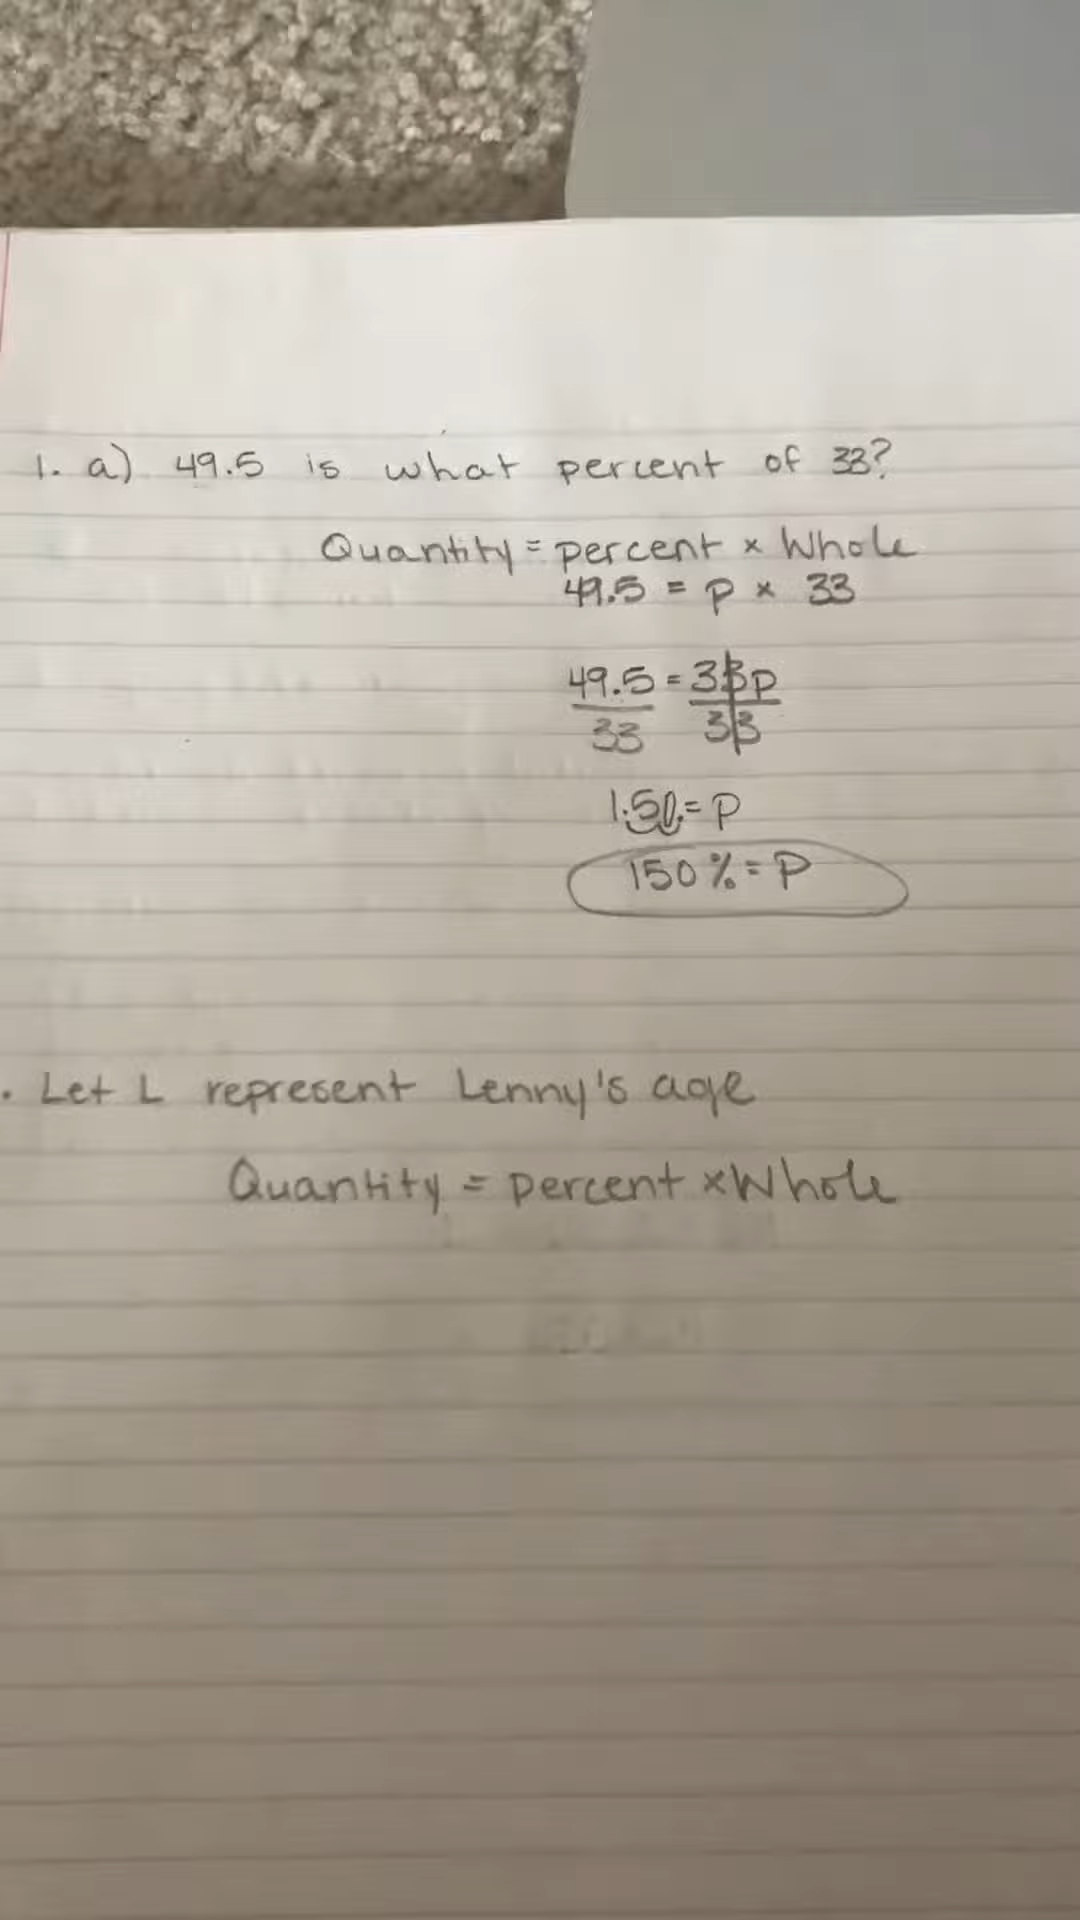 1. a) 49.5 is what percent of 33?
Quantity = percent x Whole
49.5 = p x 33
49.5 = 33p
33 33
1.50. = p
150% = P
. Let L represent Lenny's age
Quantity = percent x Whole